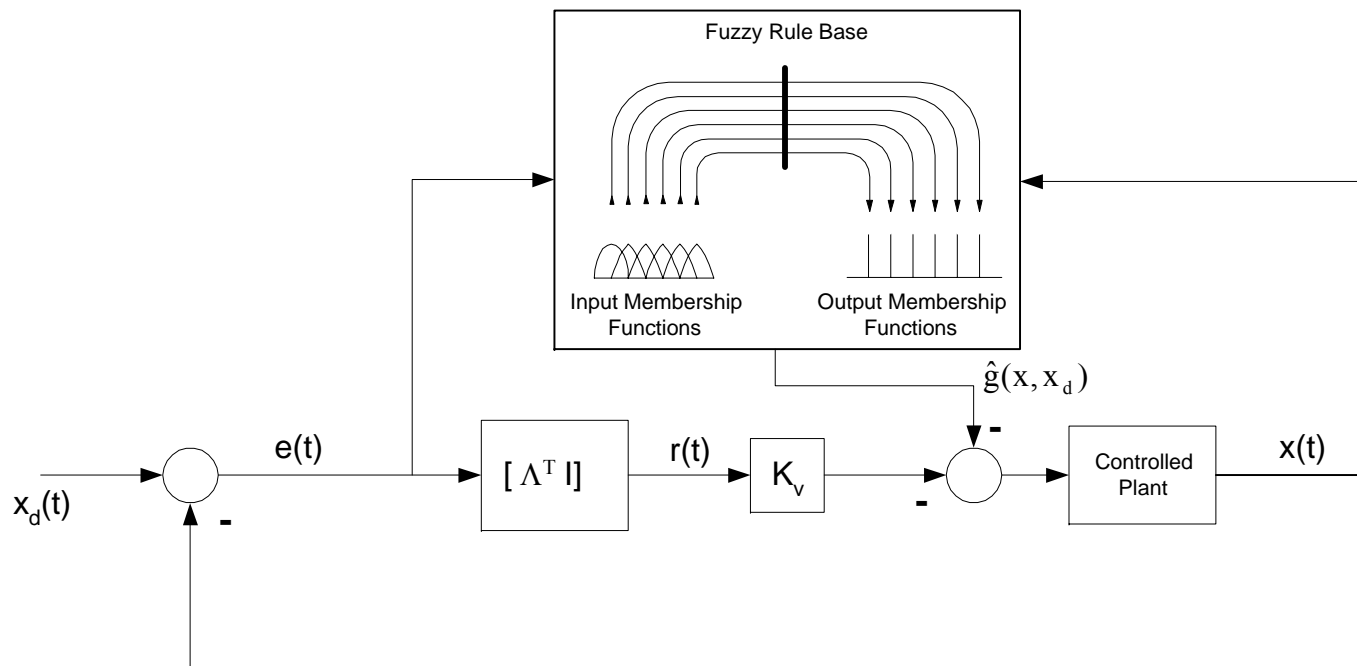 Fuzzy Rule Base
Input Membership
Functions
Output Membership
Functions
ĝ(x, x_d)
-
x_d(t)
-
e(t)
[ Λ^T I]
r(t)
K_v
-
Controlled
Plant
x(t)